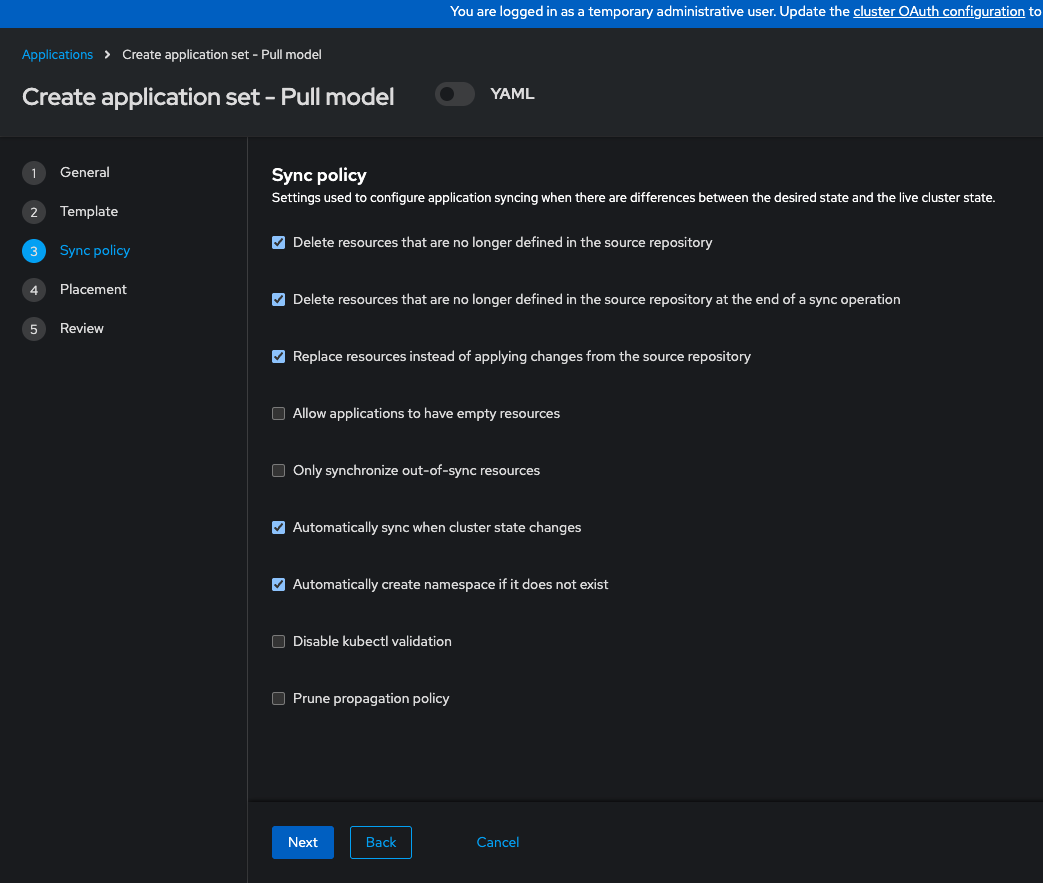 You are logged in as a temporary administrative user. Update the cluster OAuth configuration to
Applications > Create application set - Pull model
Create application set - Pull model
YAML
1 General
2 Template
3 Sync policy
4 Placement
5 Review
Sync policy
Settings used to configure application syncing when there are differences between the desired state and the live cluster state.
Delete resources that are no longer defined in the source repository
Delete resources that are no longer defined in the source repository at the end of a sync operation
Replace resources instead of applying changes from the source repository
Allow applications to have empty resources
Only synchronize out-of-sync resources
Automatically sync when cluster state changes
Automatically create namespace if it does not exist
Disable kubectl validation
Prune propagation policy
Next Back Cancel